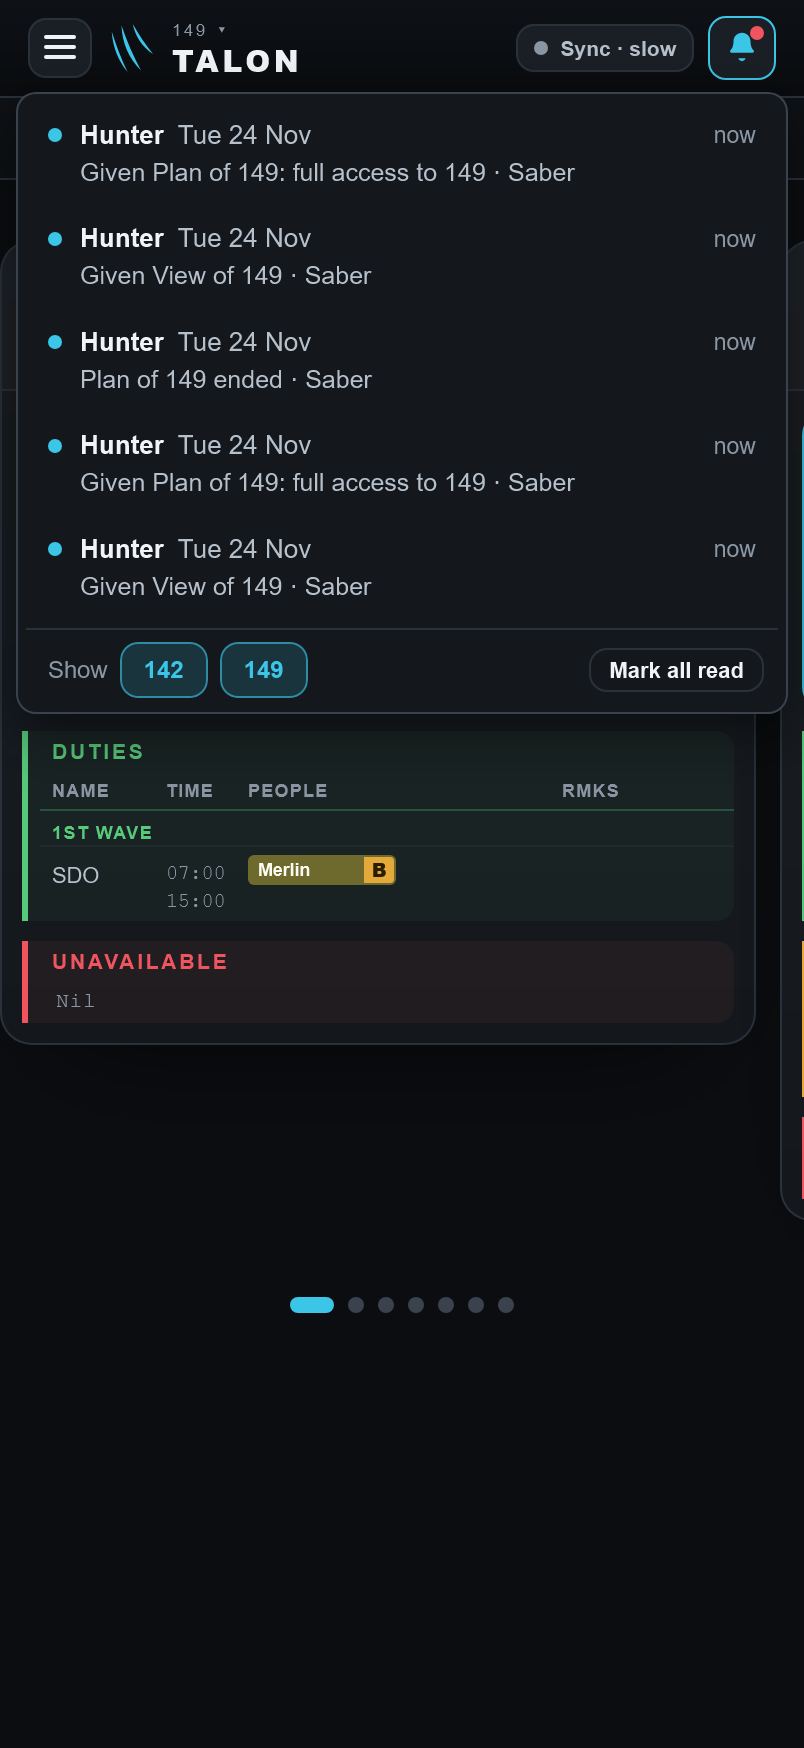 149 ▾
TALON
Sync · slow
Hunter Tue 24 Nov now
Given Plan of 149: full access to 149 · Saber
Hunter Tue 24 Nov now
Given View of 149 · Saber
Hunter Tue 24 Nov now
Plan of 149 ended · Saber
Hunter Tue 24 Nov now
Given Plan of 149: full access to 149 · Saber
Hunter Tue 24 Nov now
Given View of 149 · Saber
Show 142 149 Mark all read
DUTIES
NAME TIME PEOPLE RMKS
1ST WAVE
SDO 07:00 Merlin B
15:00
UNAVAILABLE
Nil